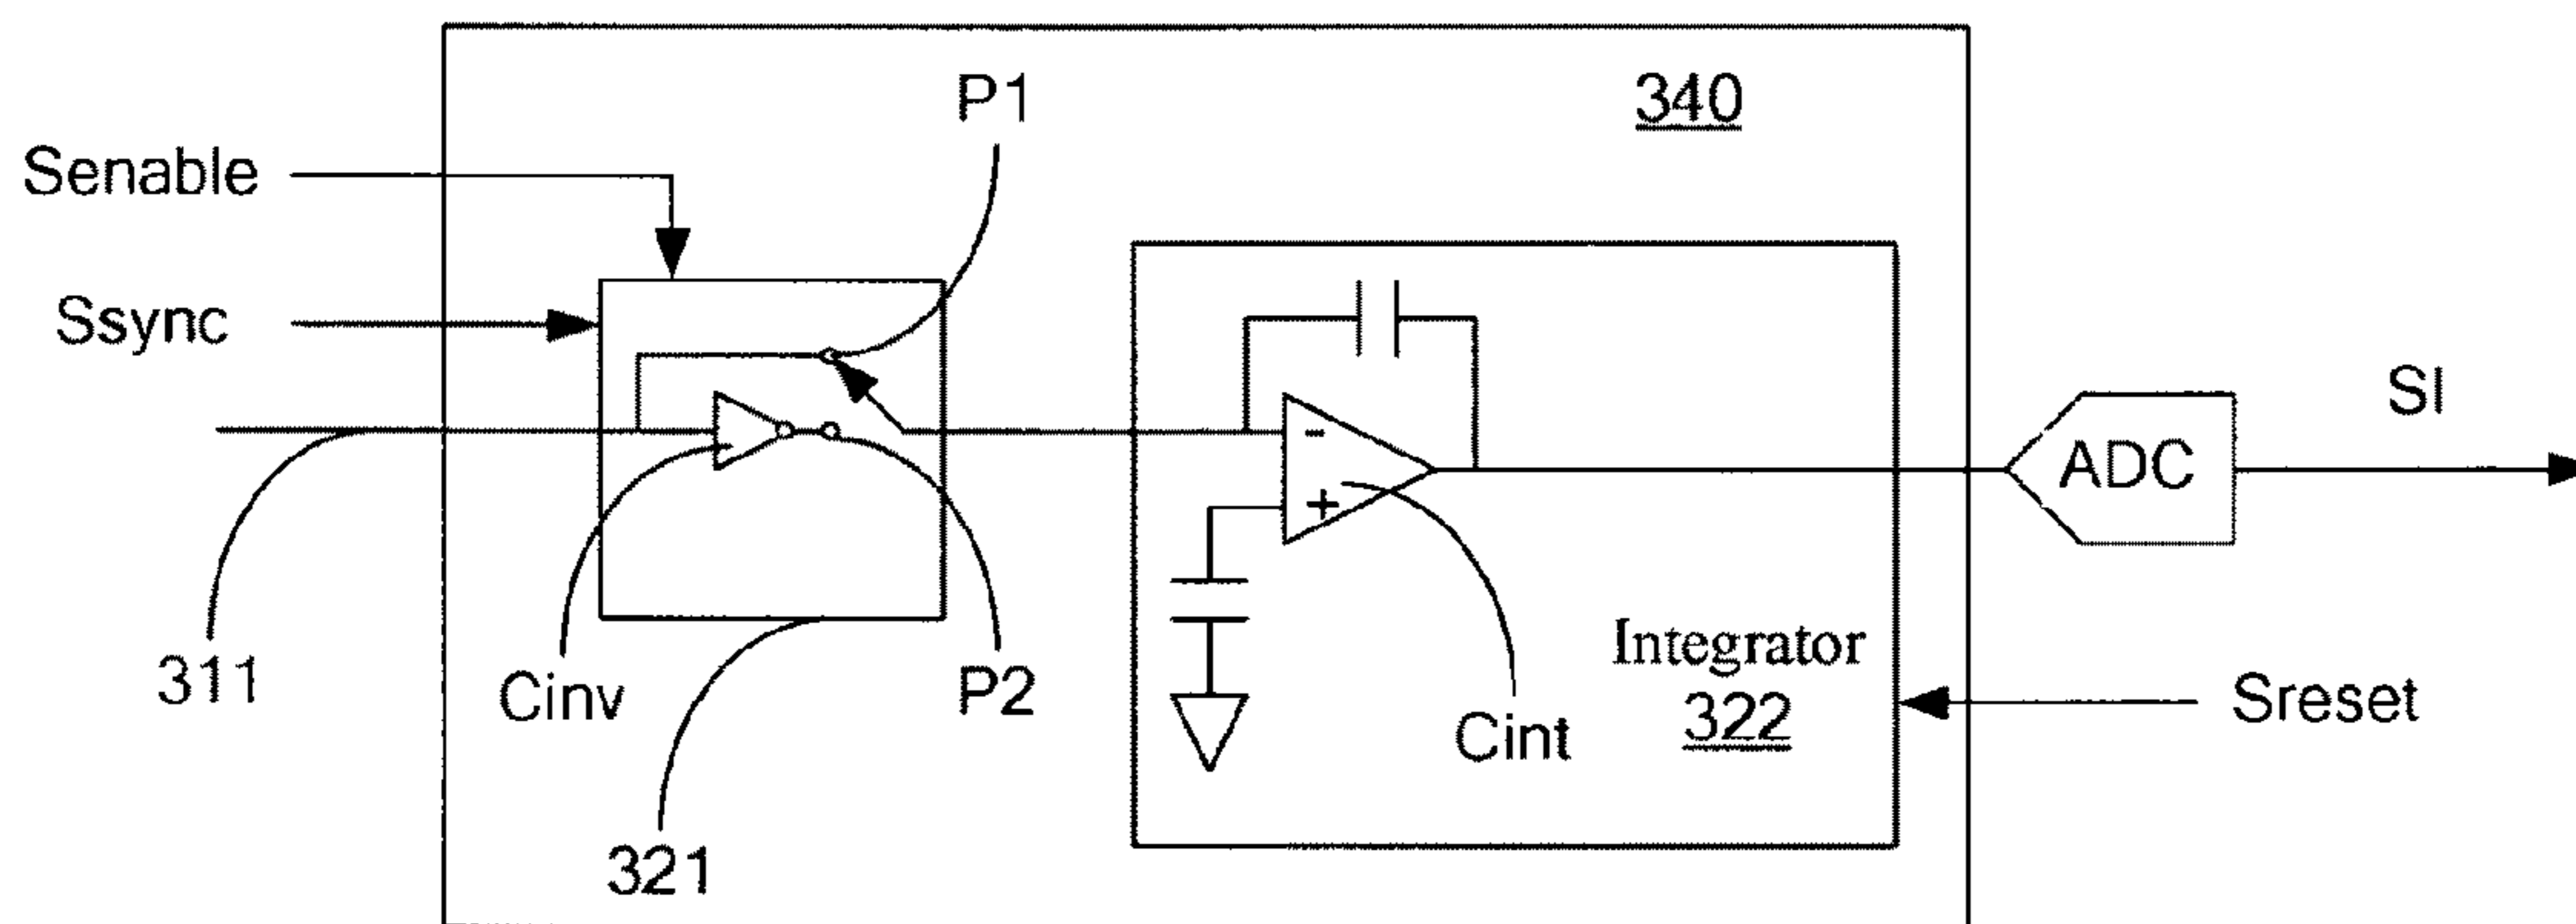 P1
340
Senable
Ssync
SI
ADC
-
+
Integrator
322
311
Cinv
P2
Cint
Sreset
321